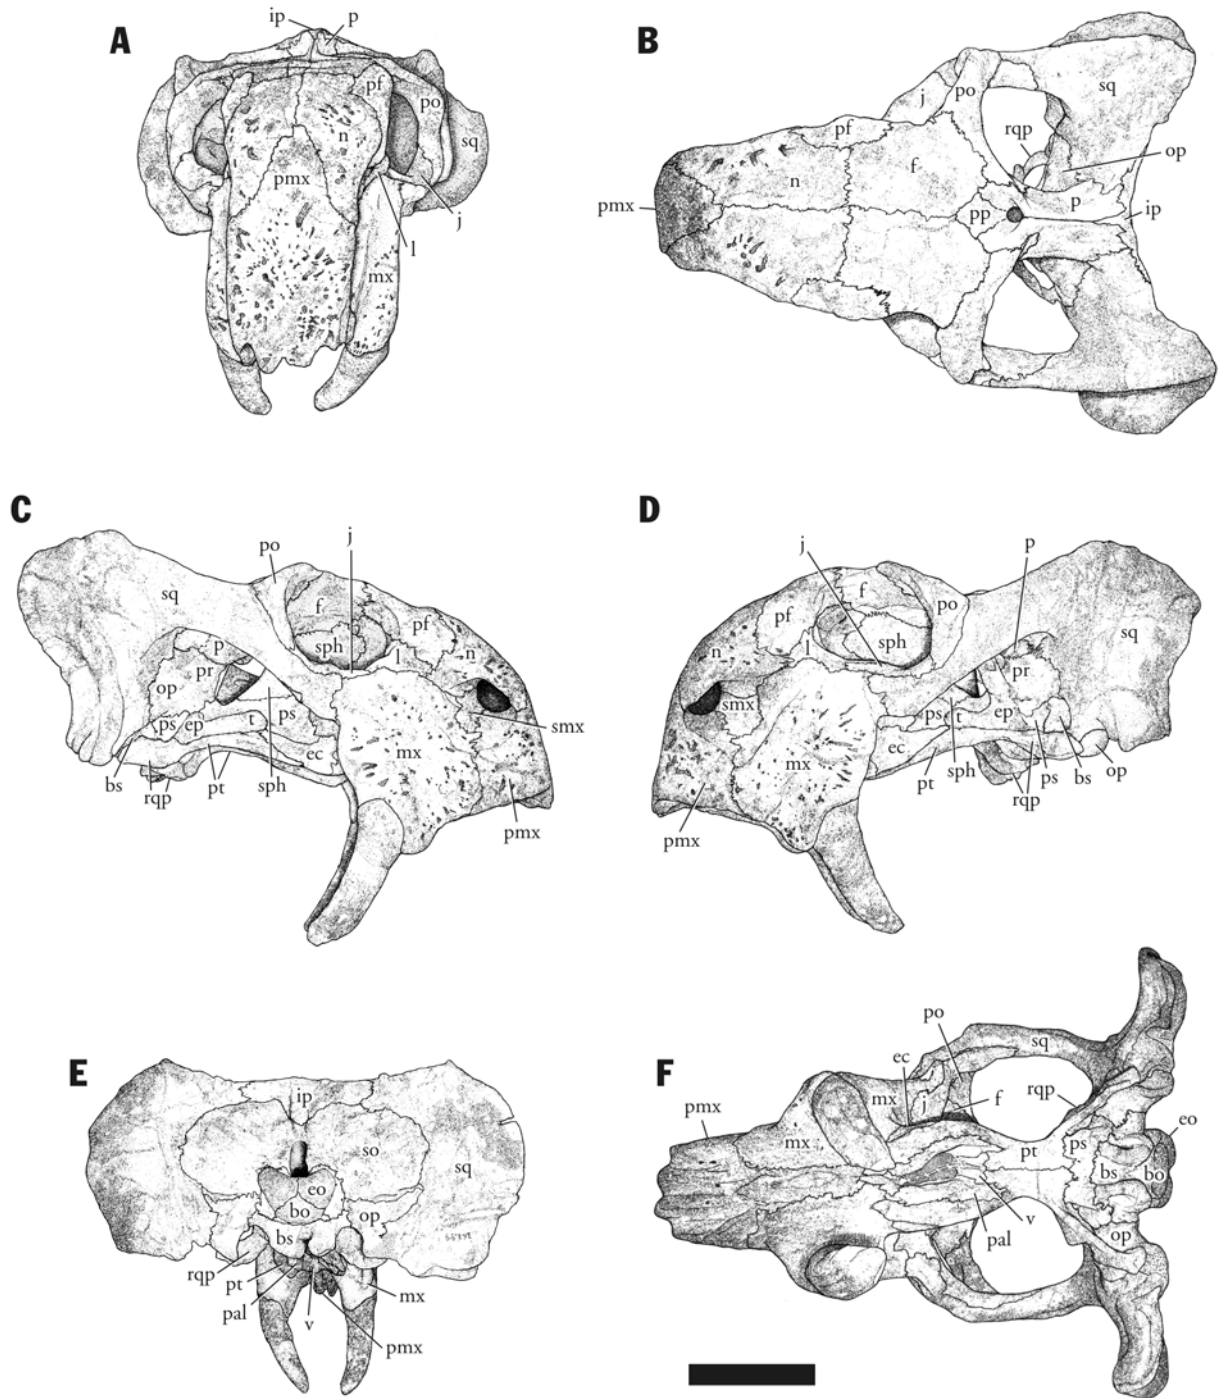 A
ip
p
pf
po
n
sq
pmx
j
l
mx
B
j
po
sq
pf
rqp
f
op
n
p
pmx
pp
ip
C
j
po
sq
f
pf
sph
n
p
l
pr
op
smx
ps
ep
t
ps
mx
ec
bs
rqp
pt
sph
pmx
D
j
p
f
po
pf
sph
sq
n
l
pr
smx
ep
ps
t
mx
ec
pt
sph
ps
bs
op
rqp
pmx
E
ip
so
sq
eo
bo
op
bs
rqp
pt
mx
pal
v
pmx
F
po
sq
ec
mx
j
f
rqp
pmx
eo
mx
pt
ps
bs
bo
v
op
pal